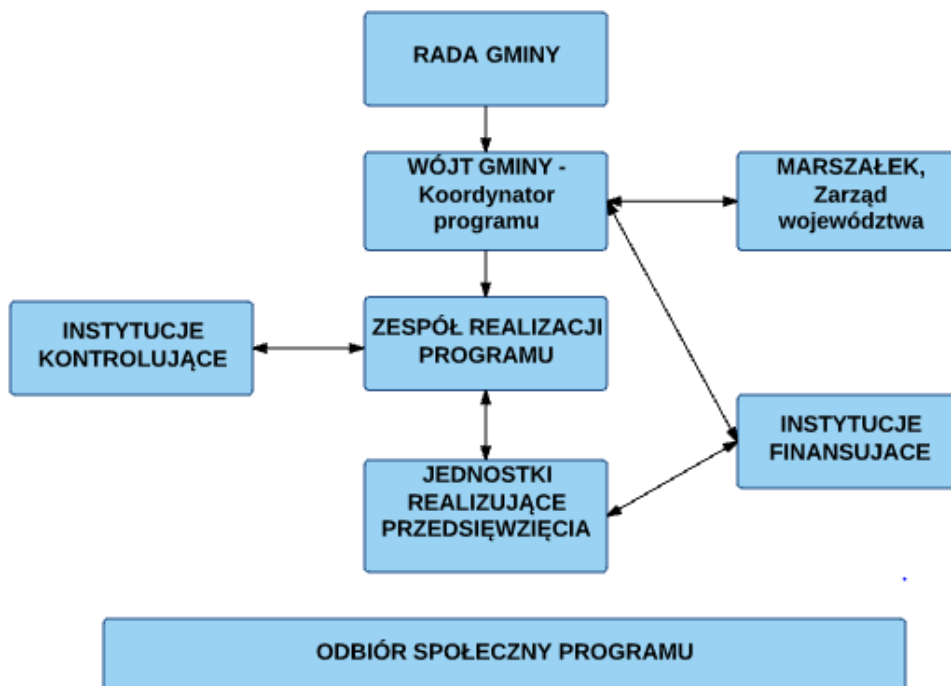 RADA GMINY
WÓJT GMINY -
Koordynator
programu
MARSZAŁEK,
Zarząd
województwa
INSTYTUCJE
KONTROLUJĄCE
ZESPÓŁ REALIZACJI
PROGRAMU
INSTYTUCJE
FINANSUJACE
JEDNOSTKI
REALIZUJĄCE
PRZEDSIĘWZIĘCIA
ODBIÓR SPOŁECZNY PROGRAMU